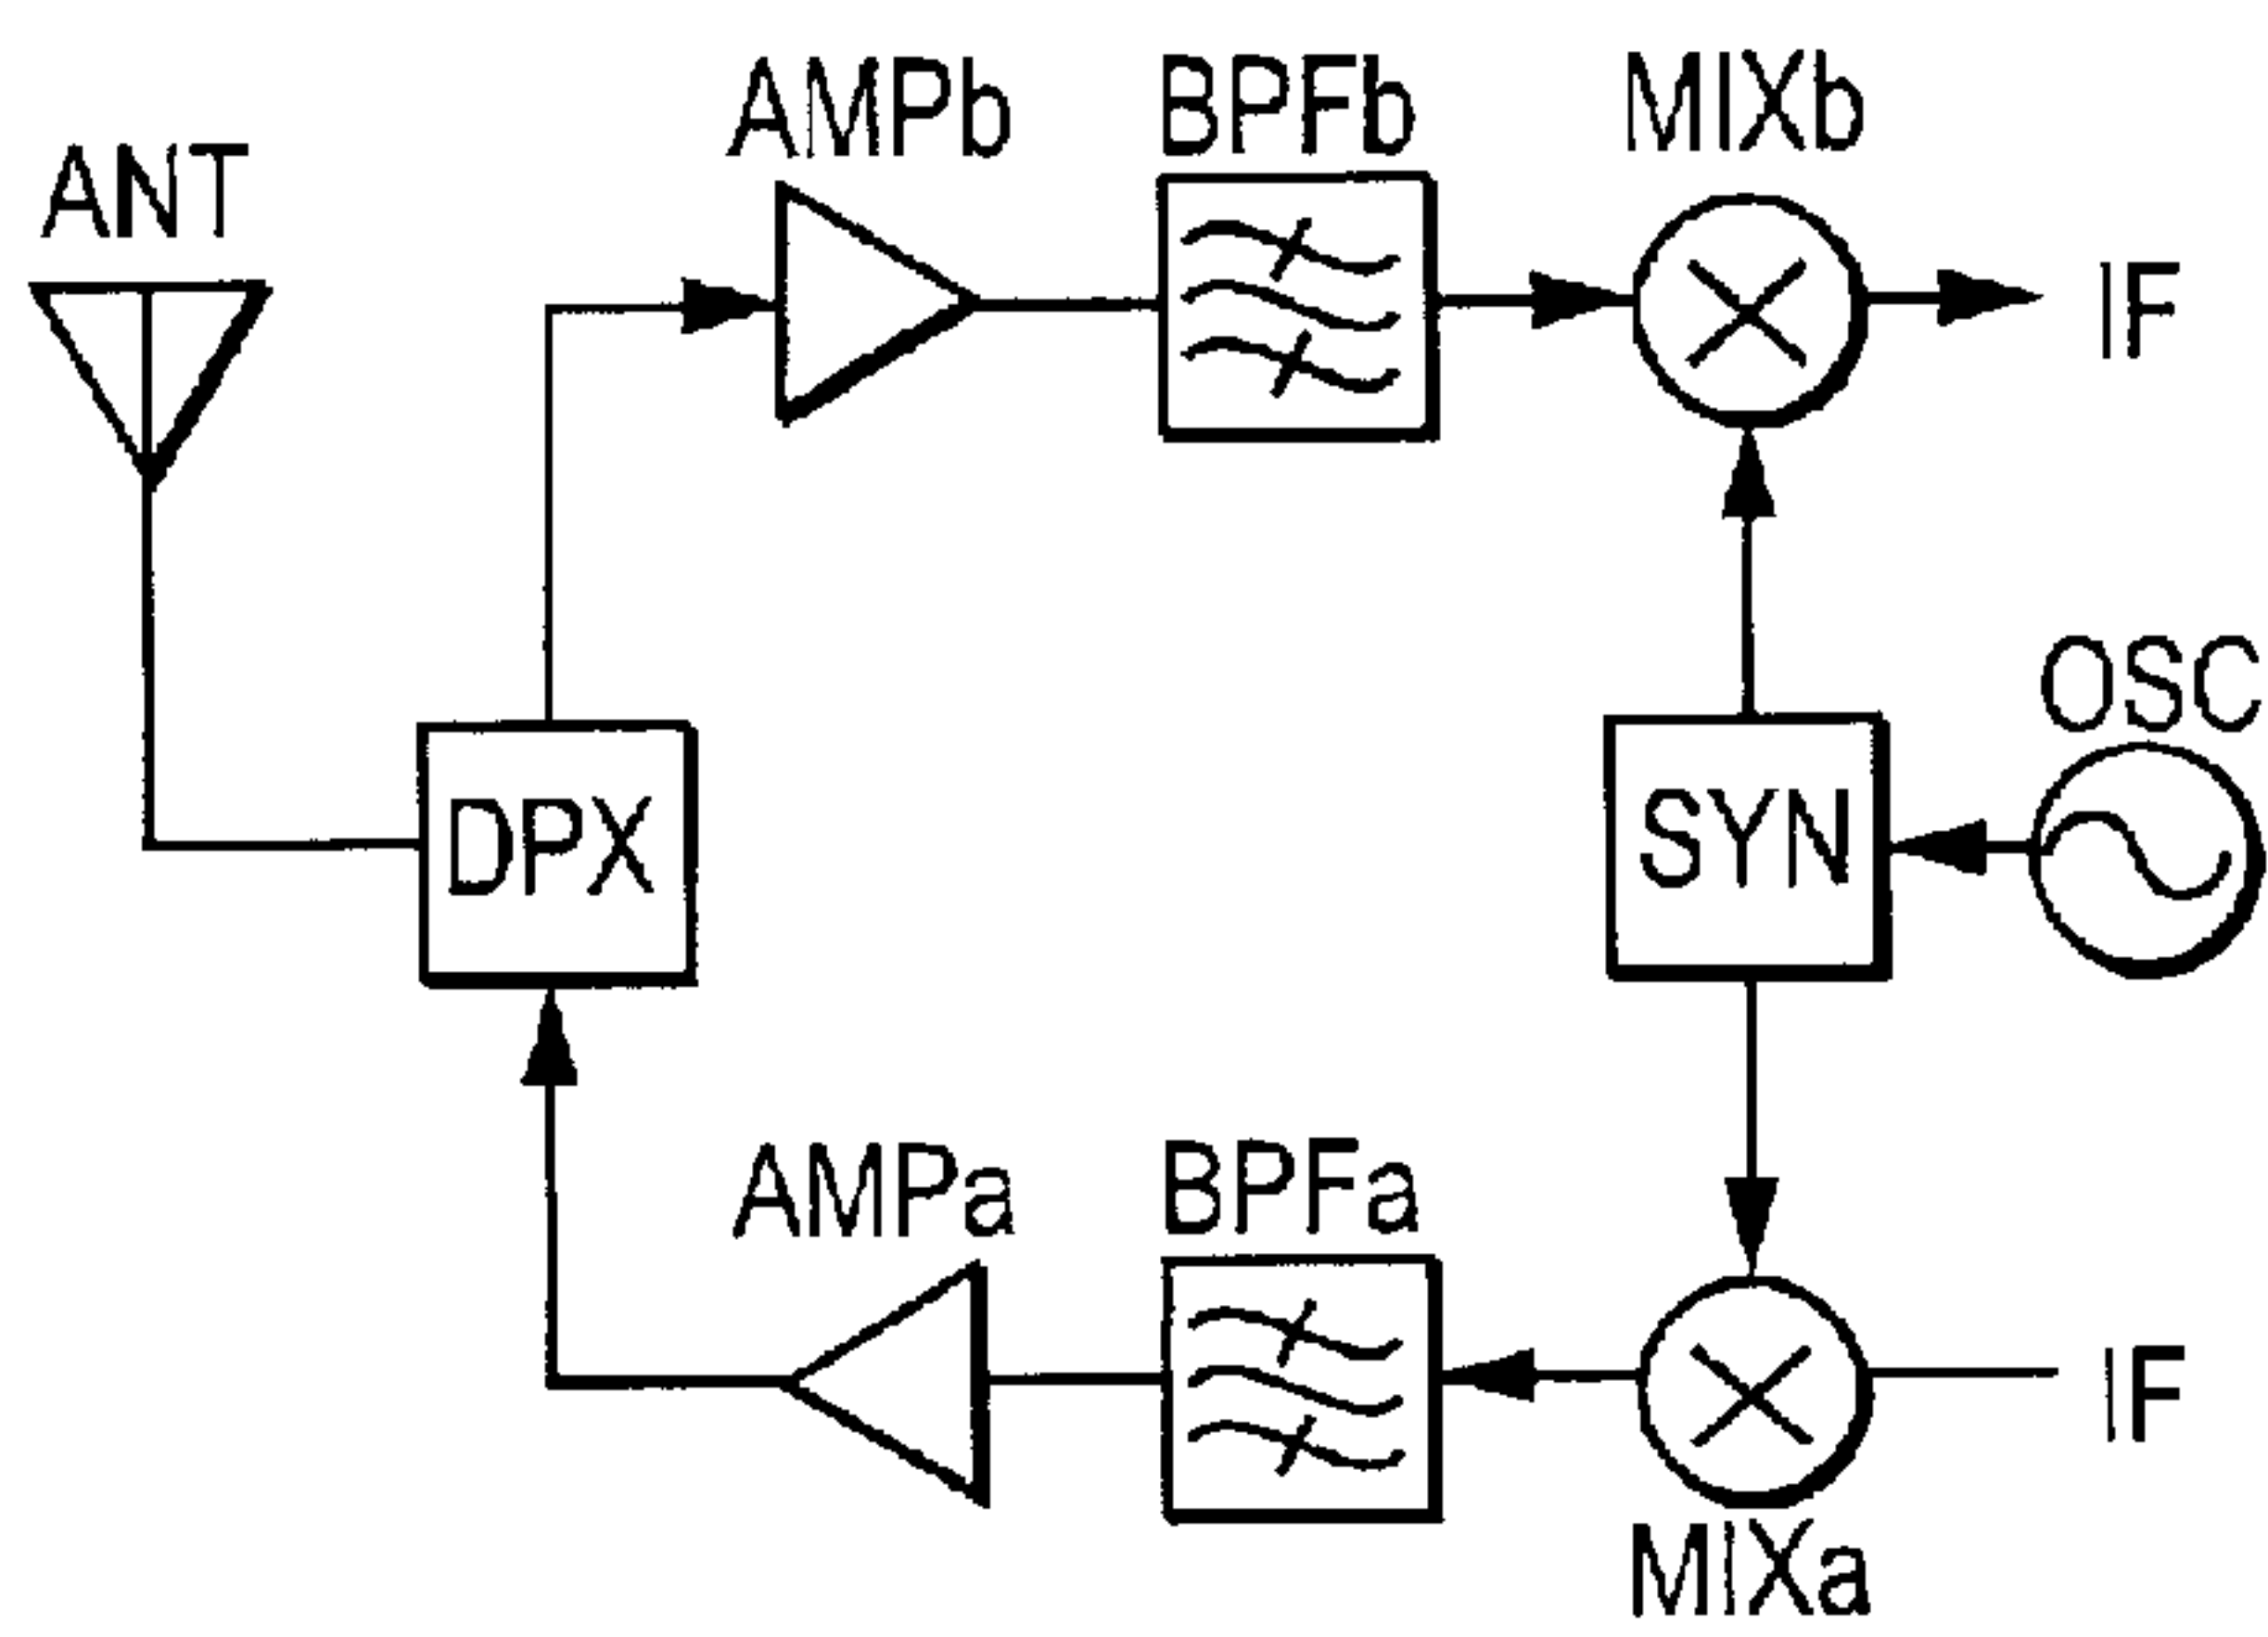 AMPb BPFb MIXb
ANT
IF
OSC
DPX SYN
AMPa BPFa
IF
MIXa